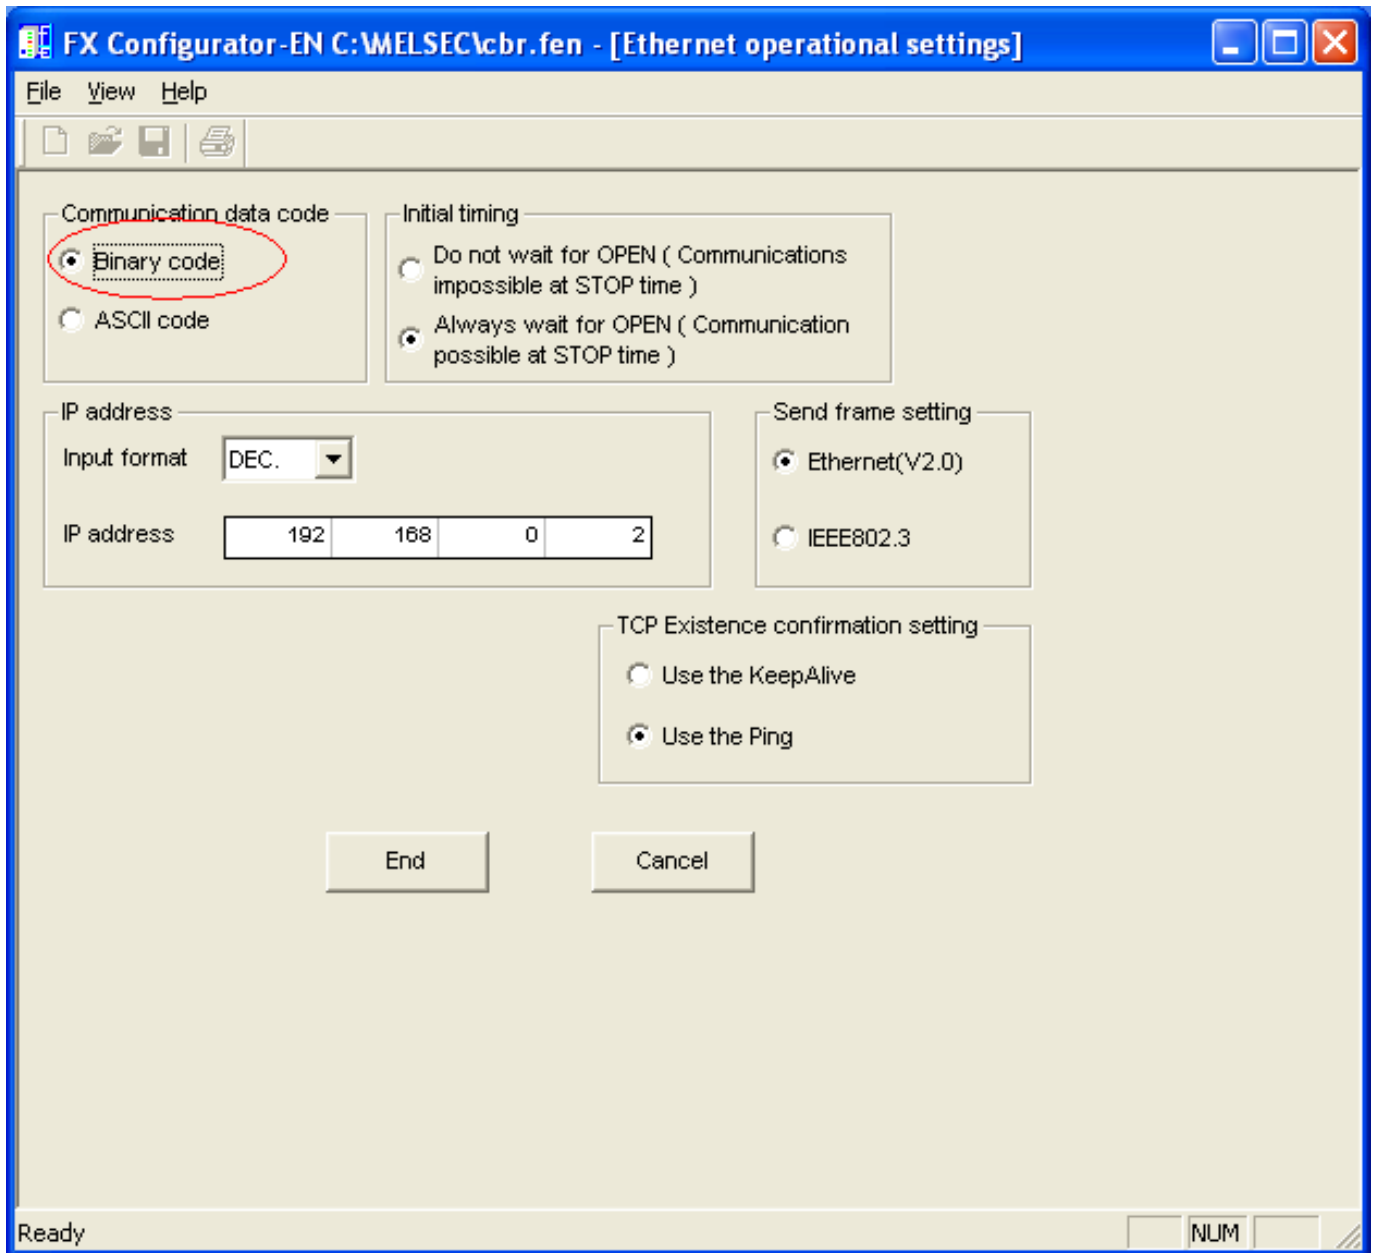 FX Configurator-EN C:\MELSEC\cbr.fen - [Ethernet operational settings]
File View Help
Communication data code
Binary code
ASCII code
Initial timing
Do not wait for OPEN ( Communications
impossible at STOP time )
Always wait for OPEN ( Communication
possible at STOP time )
IP address
Input format DEC.
IP address 192 168 0 2
Send frame setting
Ethernet(V2.0)
IEEE802.3
TCP Existence confirmation setting
Use the KeepAlive
Use the Ping
End Cancel
Ready NUM